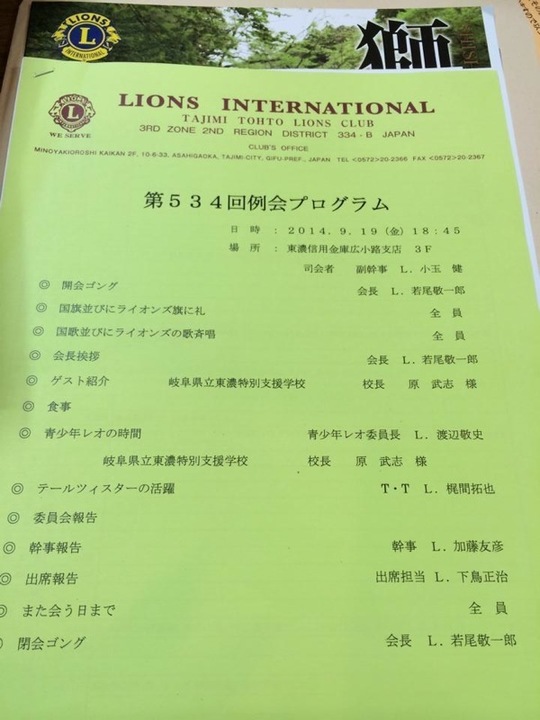 LIONS
L
INTERNATIONAL
獅
LIONS INTERNATIONAL
TAJIMI TOHTO LIONS CLUB
3RD ZONE 2ND REGION DISTRICT 334-B JAPAN
WE SERVE
CLUB'S OFFICE
MINOYAKIOROSHI KAIKAN 2F, 10-6-33, ASAHIGAOKA, TAJIMI-CITY, GIFU-PREF., JAPAN TEL <0572>20-2366 FAX <0572>20-2367
第534回例会プログラム
日 時 : 2014.9.19(金)18:45
場 所 : 東濃信用金庫広小路支店 3F
司会者 副幹事 L.小玉 健
◎ 開会ゴング 会長 L.若尾敬一郎
◎ 国旗並びにライオンズ旗に礼 全 員
◎ 国歌並びにライオンズの歌斉唱 全 員
◎ 会長挨拶 会長 L.若尾敬一郎
◎ ゲスト紹介 岐阜県立東濃特別支援学校 校長 原 武志 様
◎ 食事
◎ 青少年レオの時間 青少年レオ委員長 L.渡辺敬史
岐阜県立東濃特別支援学校 校長 原 武志 様
◎ テールツィスターの活躍 T・T L.梶間拓也
◎ 委員会報告
◎ 幹事報告 幹事 L.加藤友彦
◎ 出席報告 出席担当 L.下鳥正治
◎ また会う日まで 全 員
◎ 閉会ゴング 会長 L.若尾敬一郎